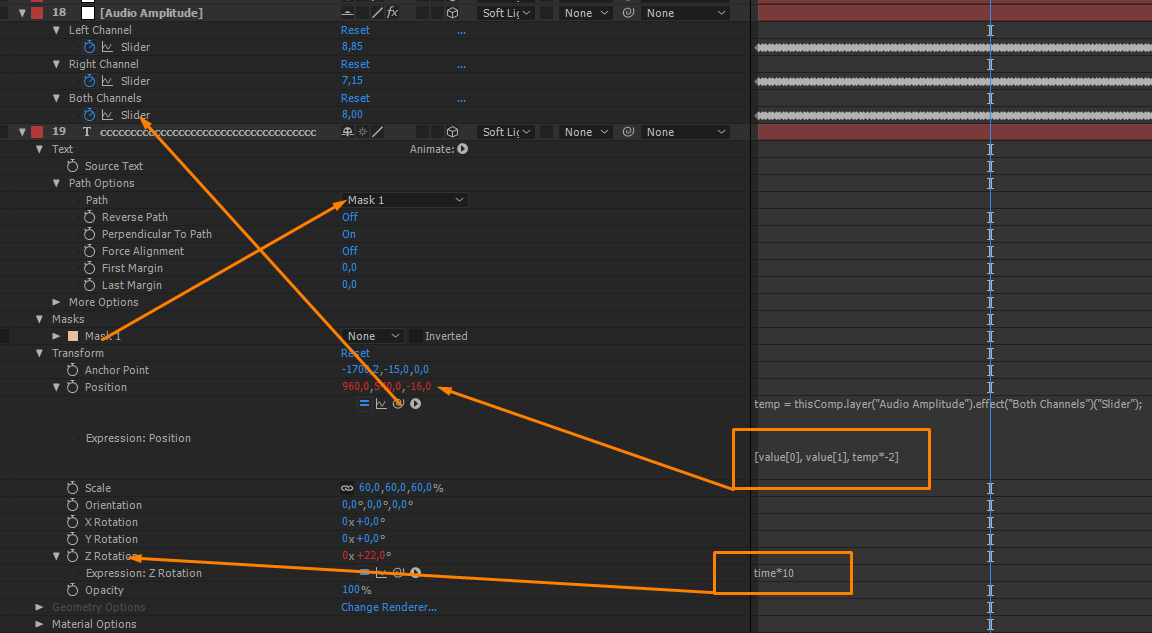 18 [Audio Amplitude] fx Soft Lig None None
Left Channel Reset ...
Slider 8,85
Right Channel Reset ...
Slider 7,15
Both Channels Reset ...
Slider 8,00
19 T cccccccccccccccccccccccccccccccccccc Soft Lig None None
Text Animate:
Source Text
Path Options
Path Mask 1
Reverse Path Off
Perpendicular To Path On
Force Alignment Off
First Margin 0,0
Last Margin 0,0
More Options
Masks
Mask 1 None Inverted
Transform Reset
Anchor Point -1700,2,-15,0,0,0
Position 960,0,540,0,-16,0
temp = thisComp.layer("Audio Amplitude").effect("Both Channels")("Slider");
Expression: Position
[value[0], value[1], temp*-2]
Scale 60,0,60,0,60,0%
Orientation 0,0°,0,0°,0,0°
X Rotation 0x+0,0°
Y Rotation 0x+0,0°
Z Rotation 0x+22,0°
Expression: Z Rotation time*10
Opacity 100%
Geometry Options Change Renderer...
Material Options